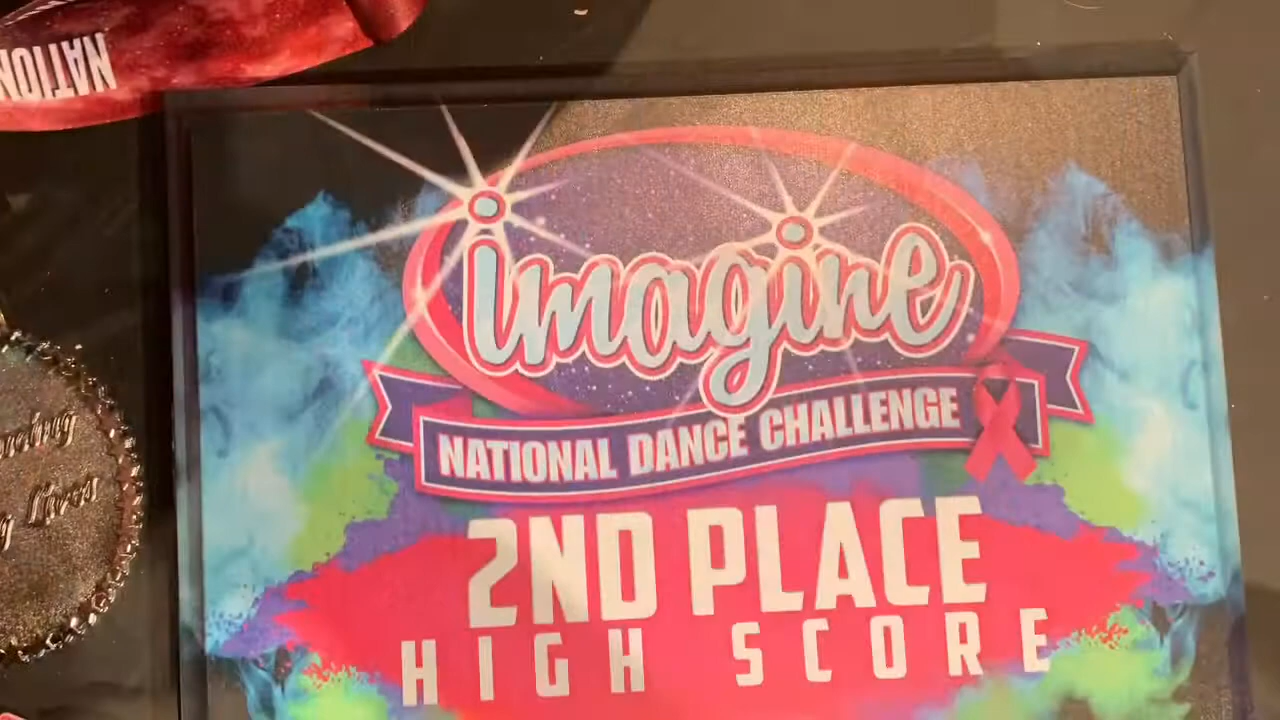 NATION
imagine
NATIONAL DANCE CHALLENGE
2ND PLACE
HIGH SCORE